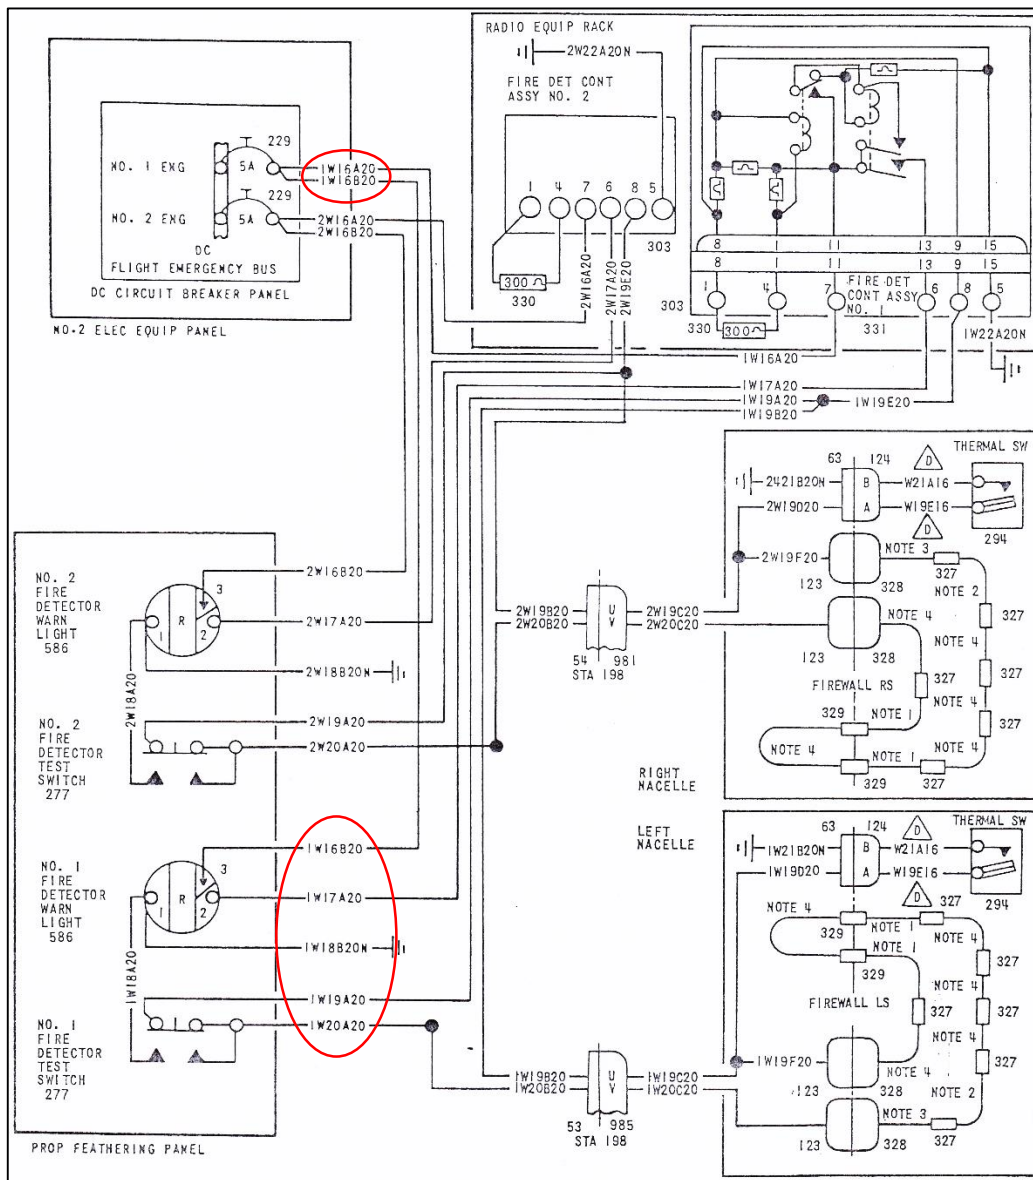 RADIO EQUIP RACK
2W22A20N
FIRE DET CONT
ASSY NO. 2
1 4 7 6 8 5
303
300
330
2W16A20
2W17A20
2W19E20
229
NO. 1 ENG
5A
1W16A20
1W16B20
229
NO. 2 ENG
5A
2W16A20
2W16B20
DC
FLIGHT EMERGENCY BUS
DC CIRCUIT BREAKER PANEL
NO.2 ELEC EQUIP PANEL
8 1 11 13 9 15
8 1 11 13 9 15
1 4 7 6 8 5
FIRE DET
CONT ASSY
NO. 1
303
330
300
331
1W22A20N
1W16A20
1W17A20
1W19A20
1W19B20
1W19E20
NO. 2
FIRE
DETECTOR
WARN
LIGHT
586
3
1 R 2
2W16B20
2W17A20
2W18B20N
2W18A20
NO. 2
FIRE
DETECTOR
TEST
SWITCH
277
2W19A20
2W20A20
NO. 1
FIRE
DETECTOR
WARN
LIGHT
586
3
1 R 2
1W16B20
1W17A20
1W18B20N
1W18A20
NO. 1
FIRE
DETECTOR
TEST
SWITCH
277
1W19A20
1W20A20
PROP FEATHERING PANEL
2W19B20
2W20B20
U
V
2W19C20
2W20C20
54 981
STA 198
1W19B20
1W20B20
U
V
1W19C20
1W20C20
53 985
STA 198
THERMAL SW
63 124
D
2421B20N
B
W21A16
2W19D20
A
W19E16
D
294
2W19F20
NOTE 3
327
123 328
NOTE 2
NOTE 4
327
123 328
NOTE 4
FIREWALL RS
327
327
NOTE 4
329
NOTE 1
327
NOTE 4
NOTE 1
NOTE 4
329
327
RIGHT
NACELLE
LEFT
NACELLE
THERMAL SW
63 124
D
1W21B20N
B
W21A16
1W19D20
A
W19E16
D
327
294
NOTE 4
329
NOTE 1
NOTE 4
NOTE 1
327
329
NOTE 4
FIREWALL LS
327
327
NOTE 4
1W19F20
327
123 328
NOTE 4
NOTE 2
NOTE 3
123 328
327